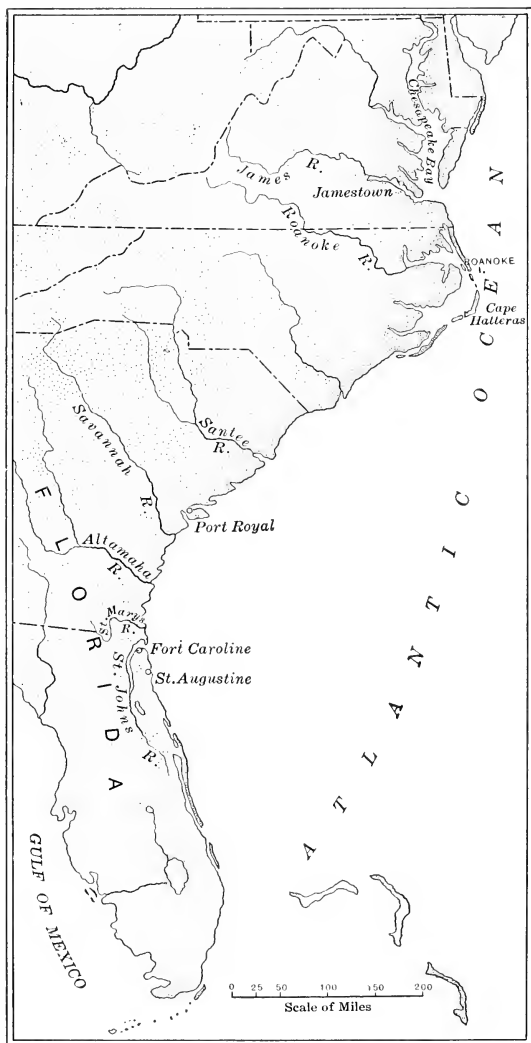 Chesapeake Bay
James R.
Jamestown
Roanoke R.
ROANOKE
Cape
Hatteras
ATLANTIC OCEAN
Santee R.
Savannah R.
Port Royal
Altamaha R.
St. Marys R.
Fort Caroline
St. Augustine
St. Johns R.
FLORIDA
GULF OF MEXICO
0 25 50 100 150 200
Scale of Miles